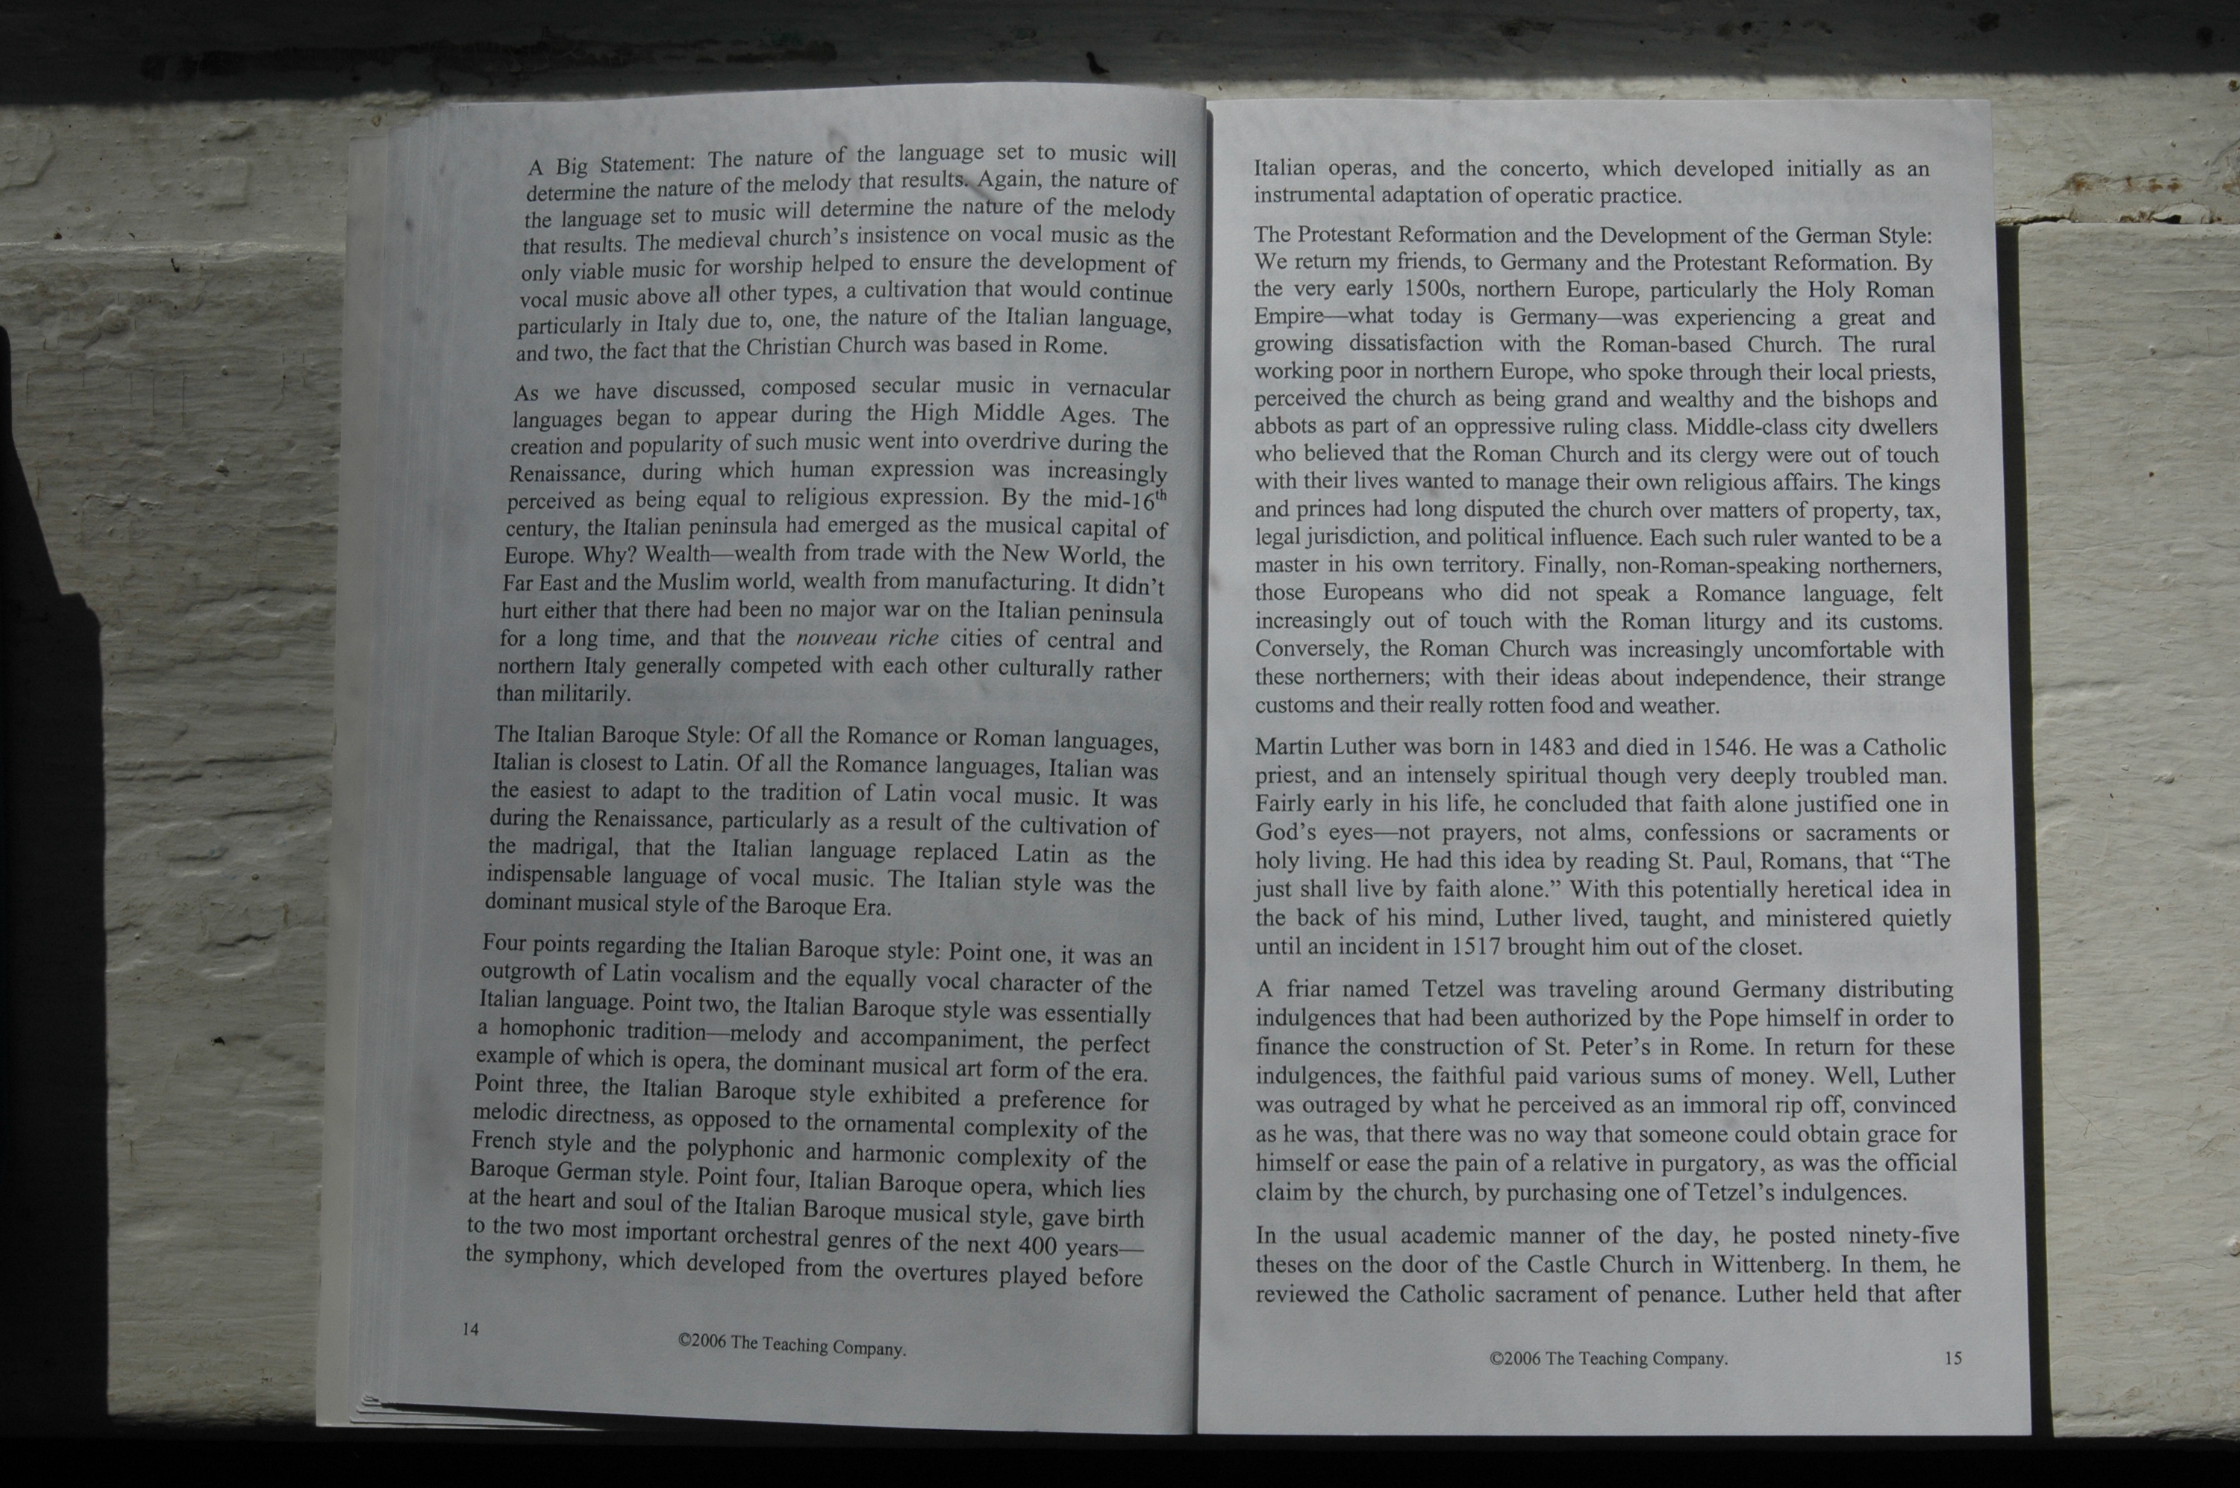 A Big Statement: The nature of the language set to music will
determine the nature of the melody that results. Again, the nature of
the language set to music will determine the nature of the melody
that results. The medieval church's insistence on vocal music as the
only viable music for worship helped to ensure the development of
vocal music above all other types, a cultivation that would continue
particularly in Italy due to, one, the nature of the Italian language,
and two, the fact that the Christian Church was based in Rome.
As we have discussed, composed secular music in vernacular
languages began to appear during the High Middle Ages. The
creation and popularity of such music went into overdrive during the
Renaissance, during which human expression was increasingly
perceived as being equal to religious expression. By the mid-16th
century, the Italian peninsula had emerged as the musical capital of
Europe. Why? Wealth—wealth from trade with the New World, the
Far East and the Muslim world, wealth from manufacturing. It didn't
hurt either that there had been no major war on the Italian peninsula
for a long time, and that the nouveau riche cities of central and
northern Italy generally competed with each other culturally rather
than militarily.
The Italian Baroque Style: Of all the Romance or Roman languages,
Italian is closest to Latin. Of all the Romance languages, Italian was
the easiest to adapt to the tradition of Latin vocal music. It was
during the Renaissance, particularly as a result of the cultivation of
the madrigal, that the Italian language replaced Latin as the
indispensable language of vocal music. The Italian style was the
dominant musical style of the Baroque Era.
Four points regarding the Italian Baroque style: Point one, it was an
outgrowth of Latin vocalism and the equally vocal character of the
Italian language. Point two, the Italian Baroque style was essentially
a homophonic tradition—melody and accompaniment, the perfect
example of which is opera, the dominant musical art form of the era.
Point three, the Italian Baroque style exhibited a preference for
melodic directness, as opposed to the ornamental complexity of the
French style and the polyphonic and harmonic complexity of the
Baroque German style. Point four, Italian Baroque opera, which lies
at the heart and soul of the Italian Baroque musical style, gave birth
to the two most important orchestral genres of the next 400 years—
the symphony, which developed from the overtures played before
14
©2006 The Teaching Company.
Italian operas, and the concerto, which developed initially as an
instrumental adaptation of operatic practice.
The Protestant Reformation and the Development of the German Style:
We return my friends, to Germany and the Protestant Reformation. By
the very early 1500s, northern Europe, particularly the Holy Roman
Empire—what today is Germany—was experiencing a great and
growing dissatisfaction with the Roman-based Church. The rural
working poor in northern Europe, who spoke through their local priests,
perceived the church as being grand and wealthy and the bishops and
abbots as part of an oppressive ruling class. Middle-class city dwellers
who believed that the Roman Church and its clergy were out of touch
with their lives wanted to manage their own religious affairs. The kings
and princes had long disputed the church over matters of property, tax,
legal jurisdiction, and political influence. Each such ruler wanted to be a
master in his own territory. Finally, non-Roman-speaking northerners,
those Europeans who did not speak a Romance language, felt
increasingly out of touch with the Roman liturgy and its customs.
Conversely, the Roman Church was increasingly uncomfortable with
these northerners; with their ideas about independence, their strange
customs and their really rotten food and weather.
Martin Luther was born in 1483 and died in 1546. He was a Catholic
priest, and an intensely spiritual though very deeply troubled man.
Fairly early in his life, he concluded that faith alone justified one in
God's eyes—not prayers, not alms, confessions or sacraments or
holy living. He had this idea by reading St. Paul, Romans, that “The
just shall live by faith alone.” With this potentially heretical idea in
the back of his mind, Luther lived, taught, and ministered quietly
until an incident in 1517 brought him out of the closet.
A friar named Tetzel was traveling around Germany distributing
indulgences that had been authorized by the Pope himself in order to
finance the construction of St. Peter's in Rome. In return for these
indulgences, the faithful paid various sums of money. Well, Luther
was outraged by what he perceived as an immoral rip off, convinced
as he was, that there was no way that someone could obtain grace for
himself or ease the pain of a relative in purgatory, as was the official
claim by the church, by purchasing one of Tetzel's indulgences.
In the usual academic manner of the day, he posted ninety-five
theses on the door of the Castle Church in Wittenberg. In them, he
reviewed the Catholic sacrament of penance. Luther held that after
©2006 The Teaching Company.
15